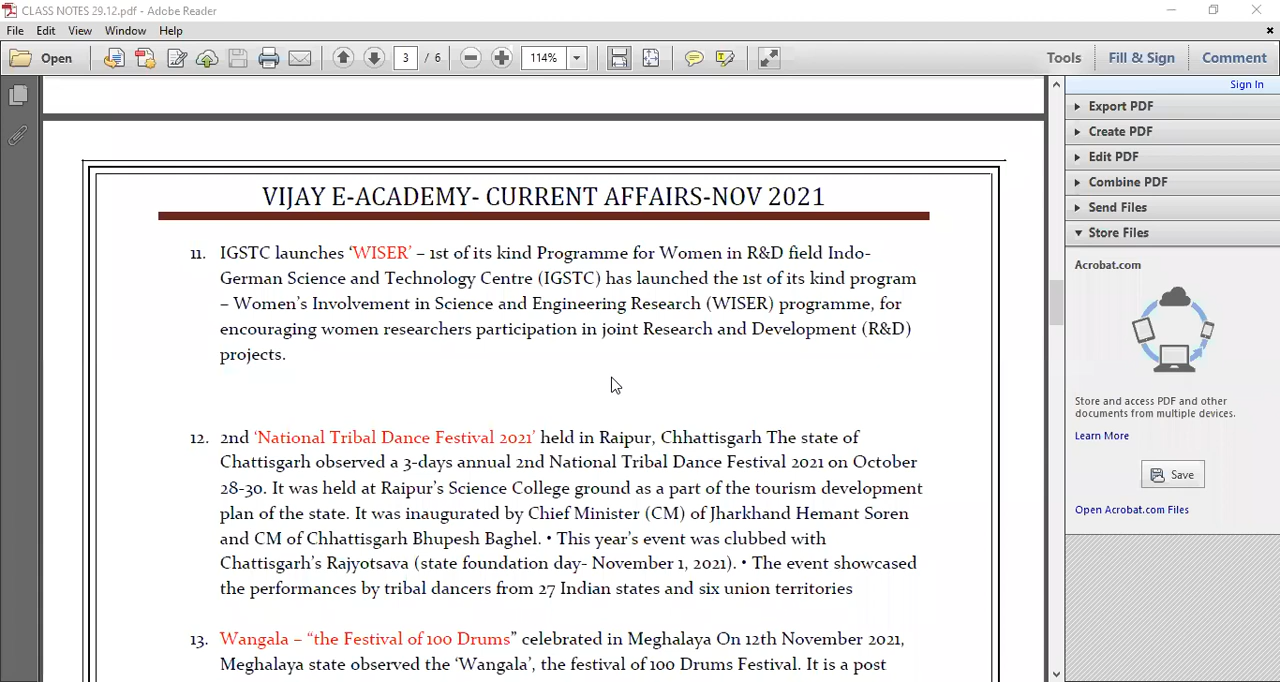 CLASS NOTES 29.12.pdf - Adobe Reader
File Edit View Window Help
Open 3 / 6 114% Tools Fill & Sign Comment
Sign In
Export PDF
Create PDF
Edit PDF
Combine PDF
Send Files
Store Files
Acrobat.com
Store and access PDF and other
documents from multiple devices.
Learn More
Save
Open Acrobat.com Files
VIJAY E-ACADEMY- CURRENT AFFAIRS-NOV 2021
11. IGSTC launches ‘WISER’ – 1st of its kind Programme for Women in R&D field Indo-
German Science and Technology Centre (IGSTC) has launched the 1st of its kind program
– Women’s Involvement in Science and Engineering Research (WISER) programme, for
encouraging women researchers participation in joint Research and Development (R&D)
projects.
12. 2nd ‘National Tribal Dance Festival 2021’ held in Raipur, Chhattisgarh The state of
Chattisgarh observed a 3-days annual 2nd National Tribal Dance Festival 2021 on October
28-30. It was held at Raipur’s Science College ground as a part of the tourism development
plan of the state. It was inaugurated by Chief Minister (CM) of Jharkhand Hemant Soren
and CM of Chhattisgarh Bhupesh Baghel. • This year’s event was clubbed with
Chattisgarh’s Rajyotsava (state foundation day- November 1, 2021). • The event showcased
the performances by tribal dancers from 27 Indian states and six union territories
13. Wangala – “the Festival of 100 Drums” celebrated in Meghalaya On 12th November 2021,
Meghalaya state observed the ‘Wangala’, the festival of 100 Drums Festival. It is a post